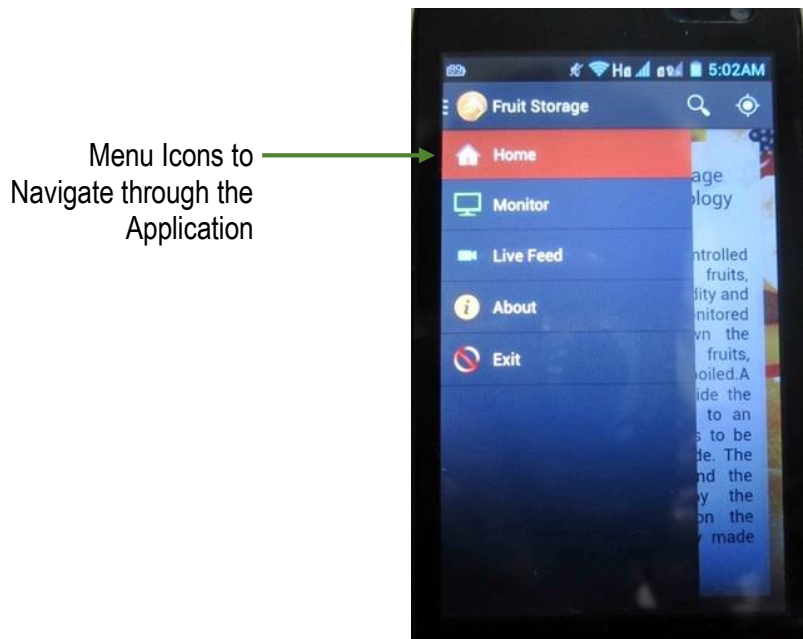 Menu Icons to
Navigate through the
Application
5:02AM
Fruit Storage
Home
Monitor
Live Feed
About
Exit
age
logy
ntrolled
fruits,
dity and
nitored
the
fruits,
oiled.A
ide the
to an
s to be
de. The
nd the
the
on the
made